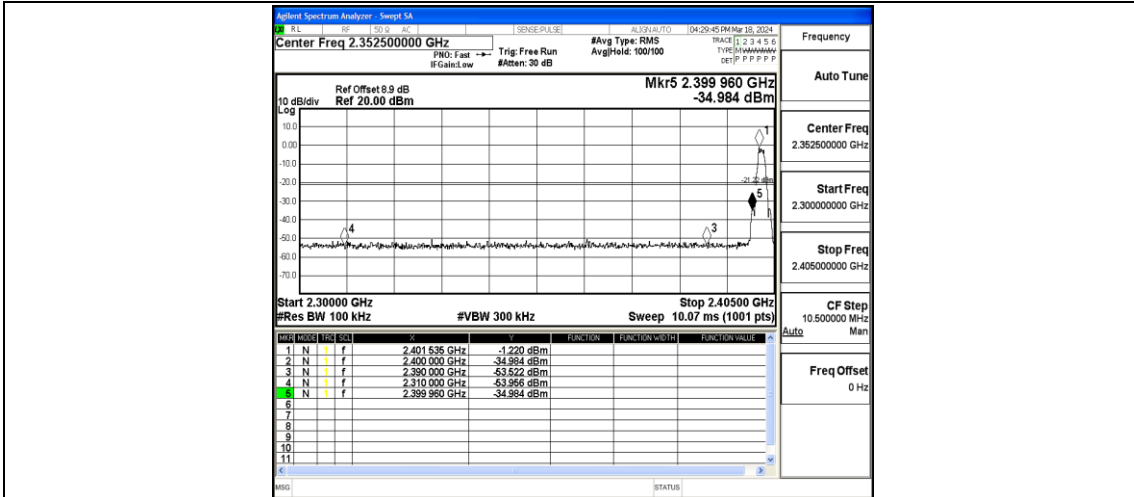 Agilent Spectrum Analyzer - Swept SA
RL RF 50 Ω AC SENSE:PULSE ALIGN AUTO 04:29:45 PM Mar 18, 2024
Center Freq 2.352500000 GHz
PNO: Fast
IFGain:Low
Trig: Free Run
#Atten: 30 dB
#Avg Type: RMS
Avg|Hold: 100/100
TRACE 1 2 3 4 5 6
TYPE M W W W W W
DET P P P P P P
Mkr5 2.399 960 GHz
-34.984 dBm
Ref Offset 8.9 dB
10 dB/div Ref 20.00 dBm
Log
10.0
0.00
-10.0
-20.0
-30.0
-40.0
-50.0
-60.0
-70.0
1
-21.22 dBm
5
4
3
Start 2.30000 GHz Stop 2.40500 GHz
#Res BW 100 kHz #VBW 300 kHz Sweep 10.07 ms (1001 pts)
MKR MODE TRC SCL X Y FUNCTION FUNCTION WIDTH FUNCTION VALUE
1 N 1 f 2.401 535 GHz -1.220 dBm
2 N 1 f 2.400 000 GHz -34.984 dBm
3 N 1 f 2.390 000 GHz -53.522 dBm
4 N 1 f 2.310 000 GHz -53.956 dBm
5 N 1 f 2.399 960 GHz -34.984 dBm
6
7
8
9
10
11
MSG STATUS
Frequency
Auto Tune
Center Freq
2.352500000 GHz
Start Freq
2.300000000 GHz
Stop Freq
2.405000000 GHz
CF Step
10.500000 MHz
Auto Man
Freq Offset
0 Hz